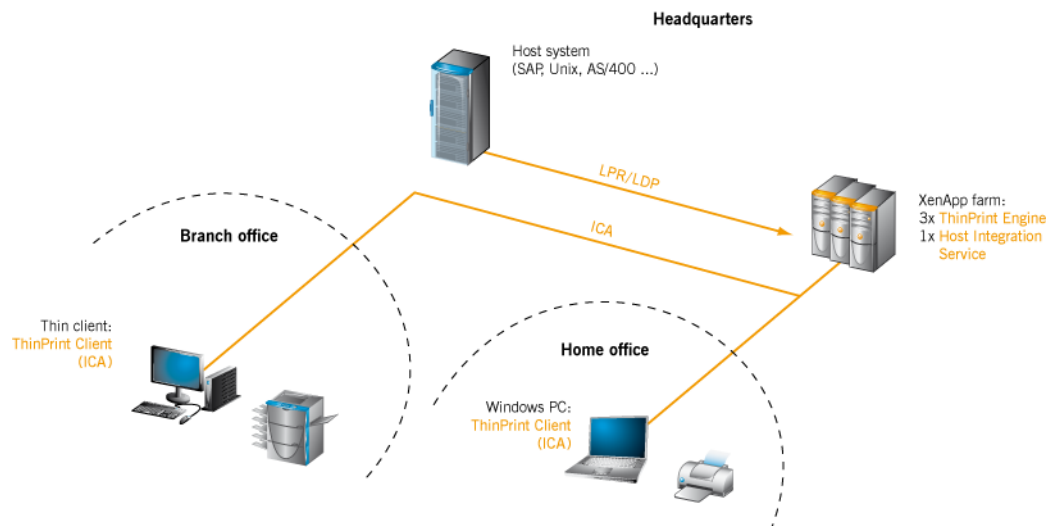 Headquarters
Host system
(SAP, Unix, AS/400 ...)
LPR/LDP
ICA
XenApp farm:
3x ThinPrint Engine
1x Host Integration
Service
Branch office
Thin client:
ThinPrint Client
(ICA)
Home office
Windows PC:
ThinPrint Client
(ICA)